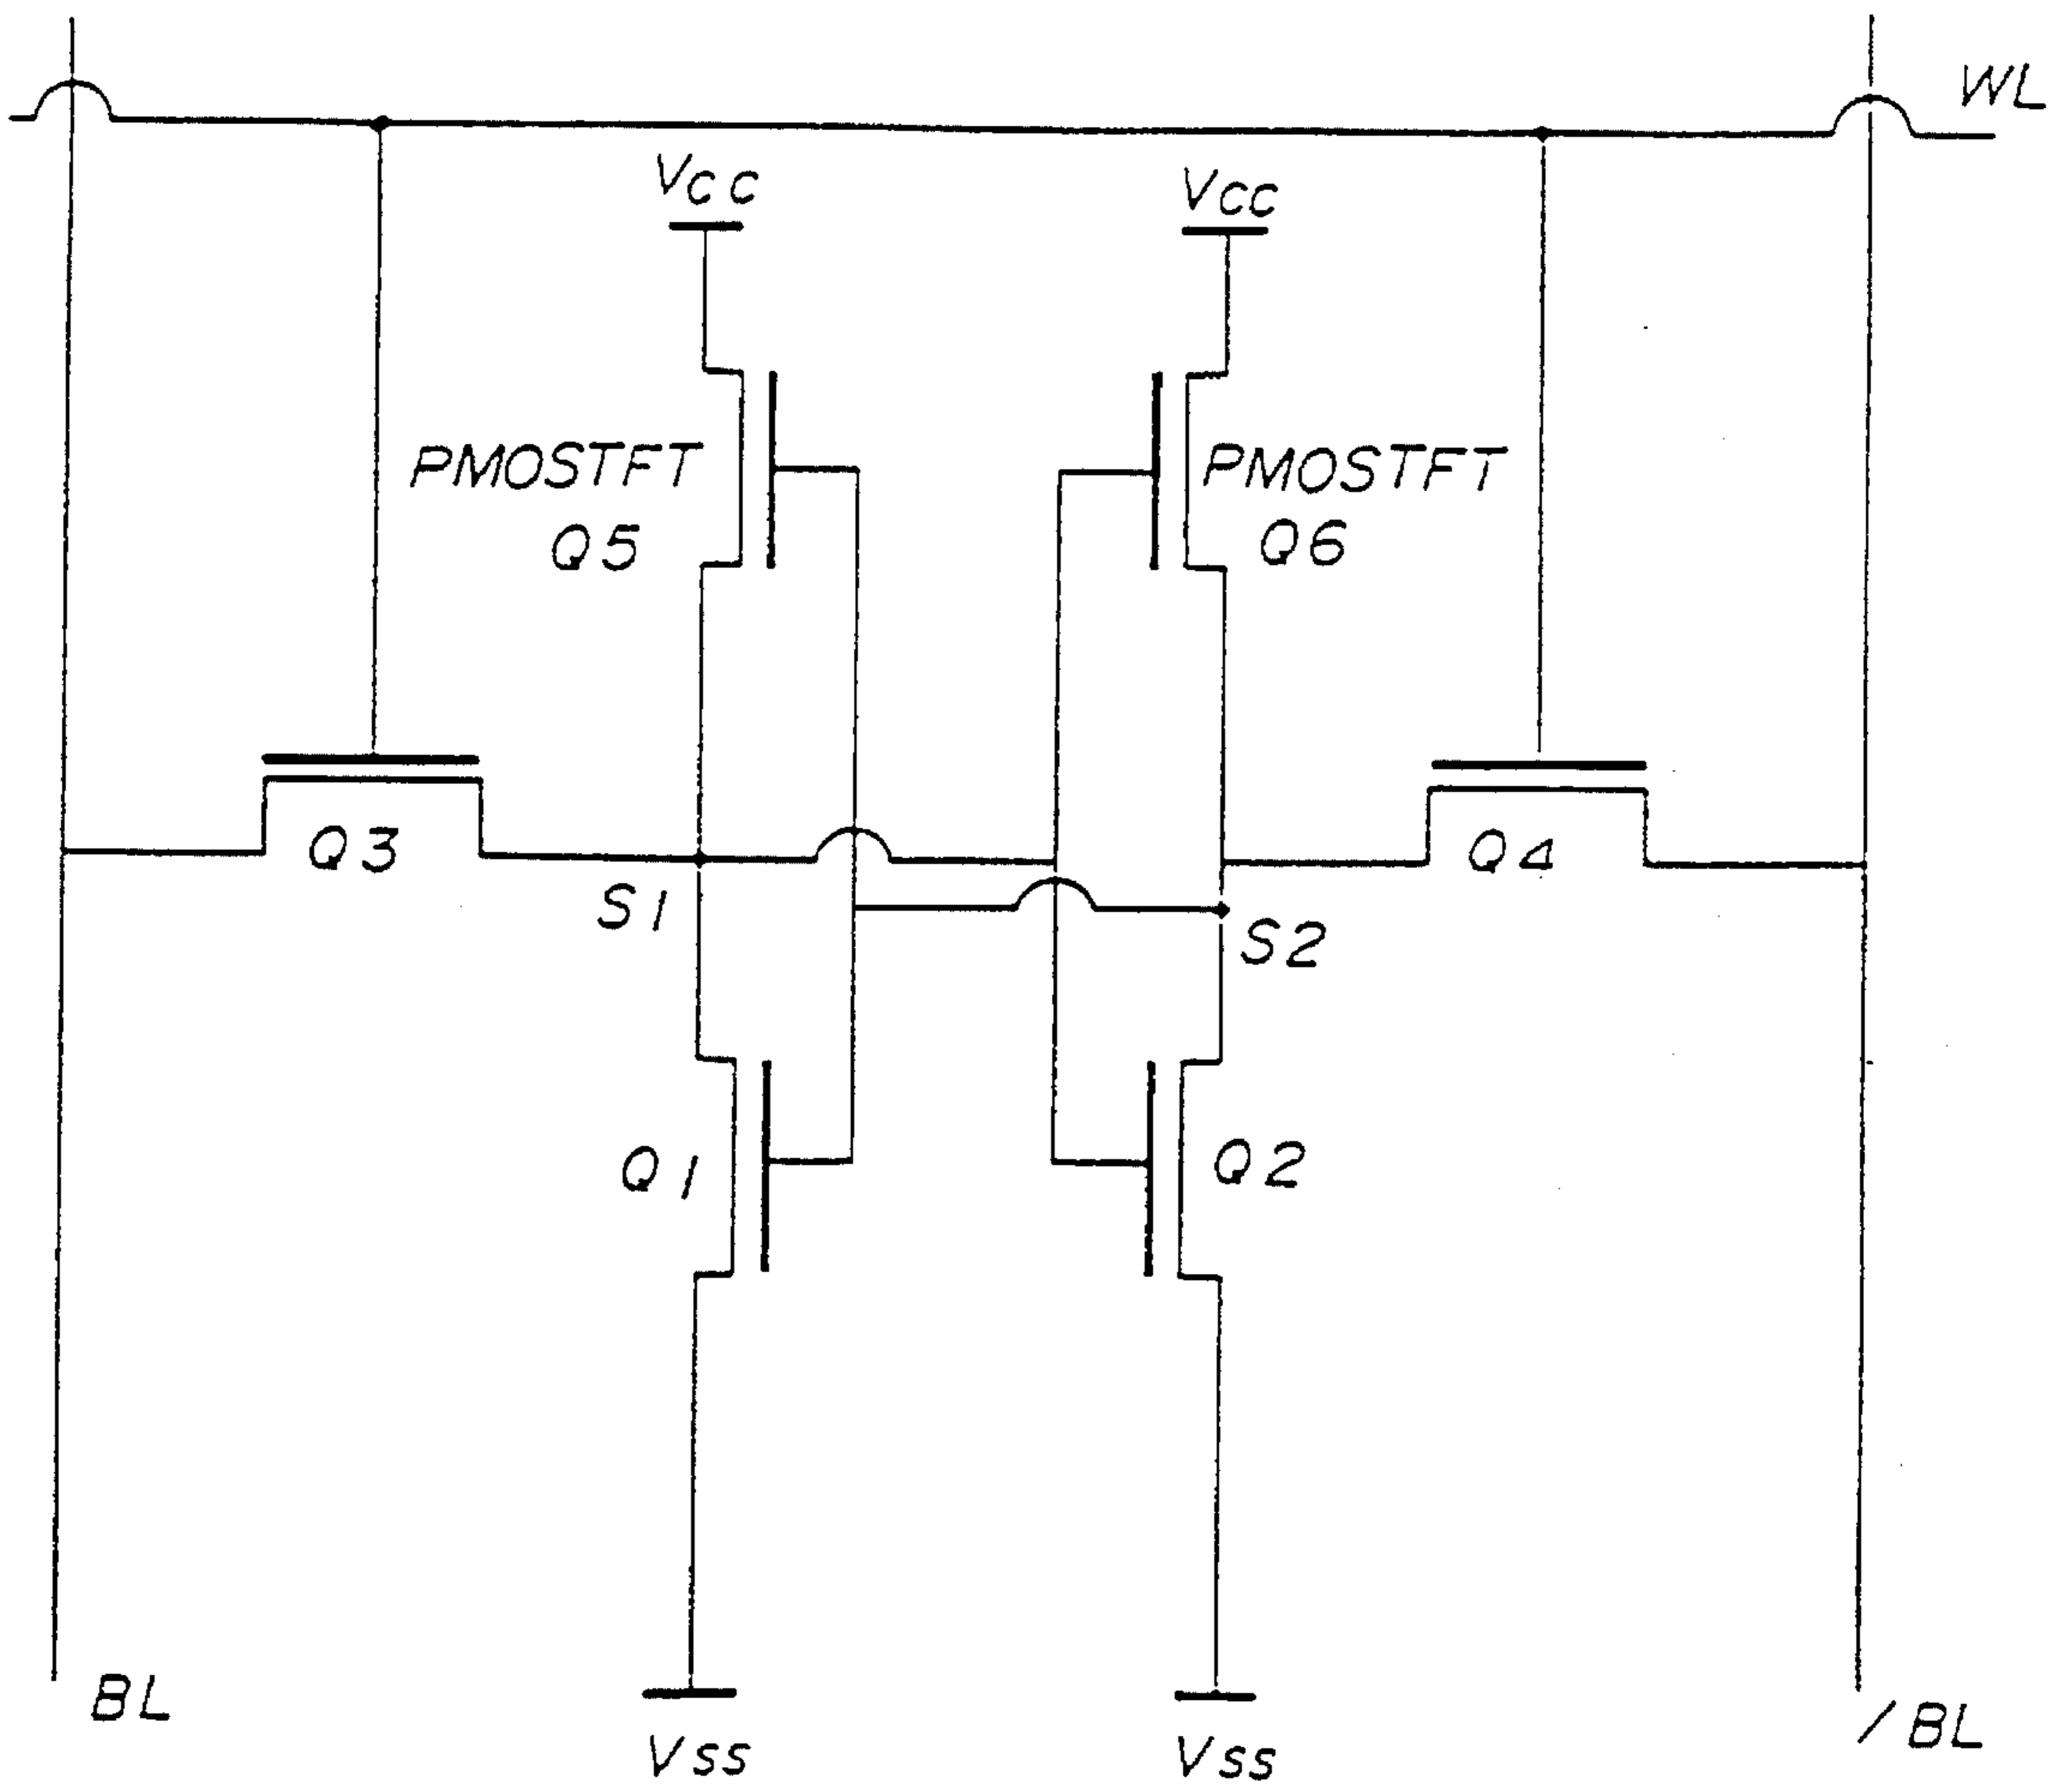 WL
Vcc
Vcc
PMOSTFT
Q5
PMOSTFT
Q6
Q3
Q4
S1
S2
Q1
Q2
BL
/BL
Vss
Vss